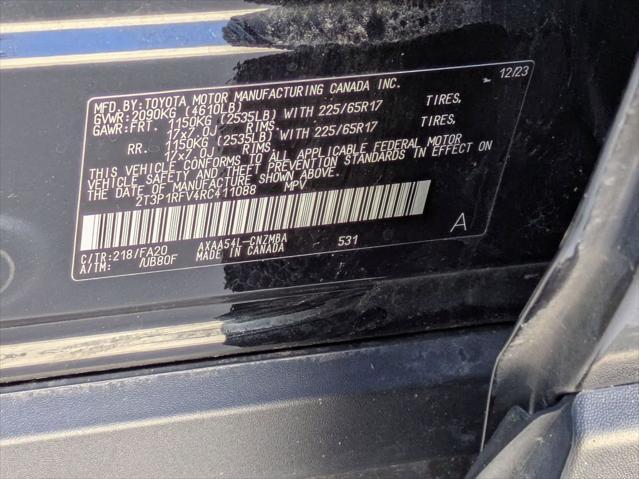 12/23
MFD.BY:TOYOTA MOTOR MANUFACTURING CANADA INC.
GVWR:2090KG (4610LB)
GAWR:FRT. 1150KG (2535LB) WITH 225/65R17 TIRES,
17x7.0J RIMS
RR. 1150KG (2535LB) WITH 225/65R17 TIRES,
17x7.0J RIMS
THIS VEHICLE CONFORMS TO ALL APPLICABLE FEDERAL MOTOR
VEHICLE SAFETY AND THEFT PREVENTION STANDARDS IN EFFECT ON
THE DATE OF MANUFACTURE SHOWN ABOVE.
2T3P1RFV4RC411088 MPV
C/TR:218/FA20 AXAA54L-CNZMBA 531 A
A/TM: /UB80F MADE IN CANADA